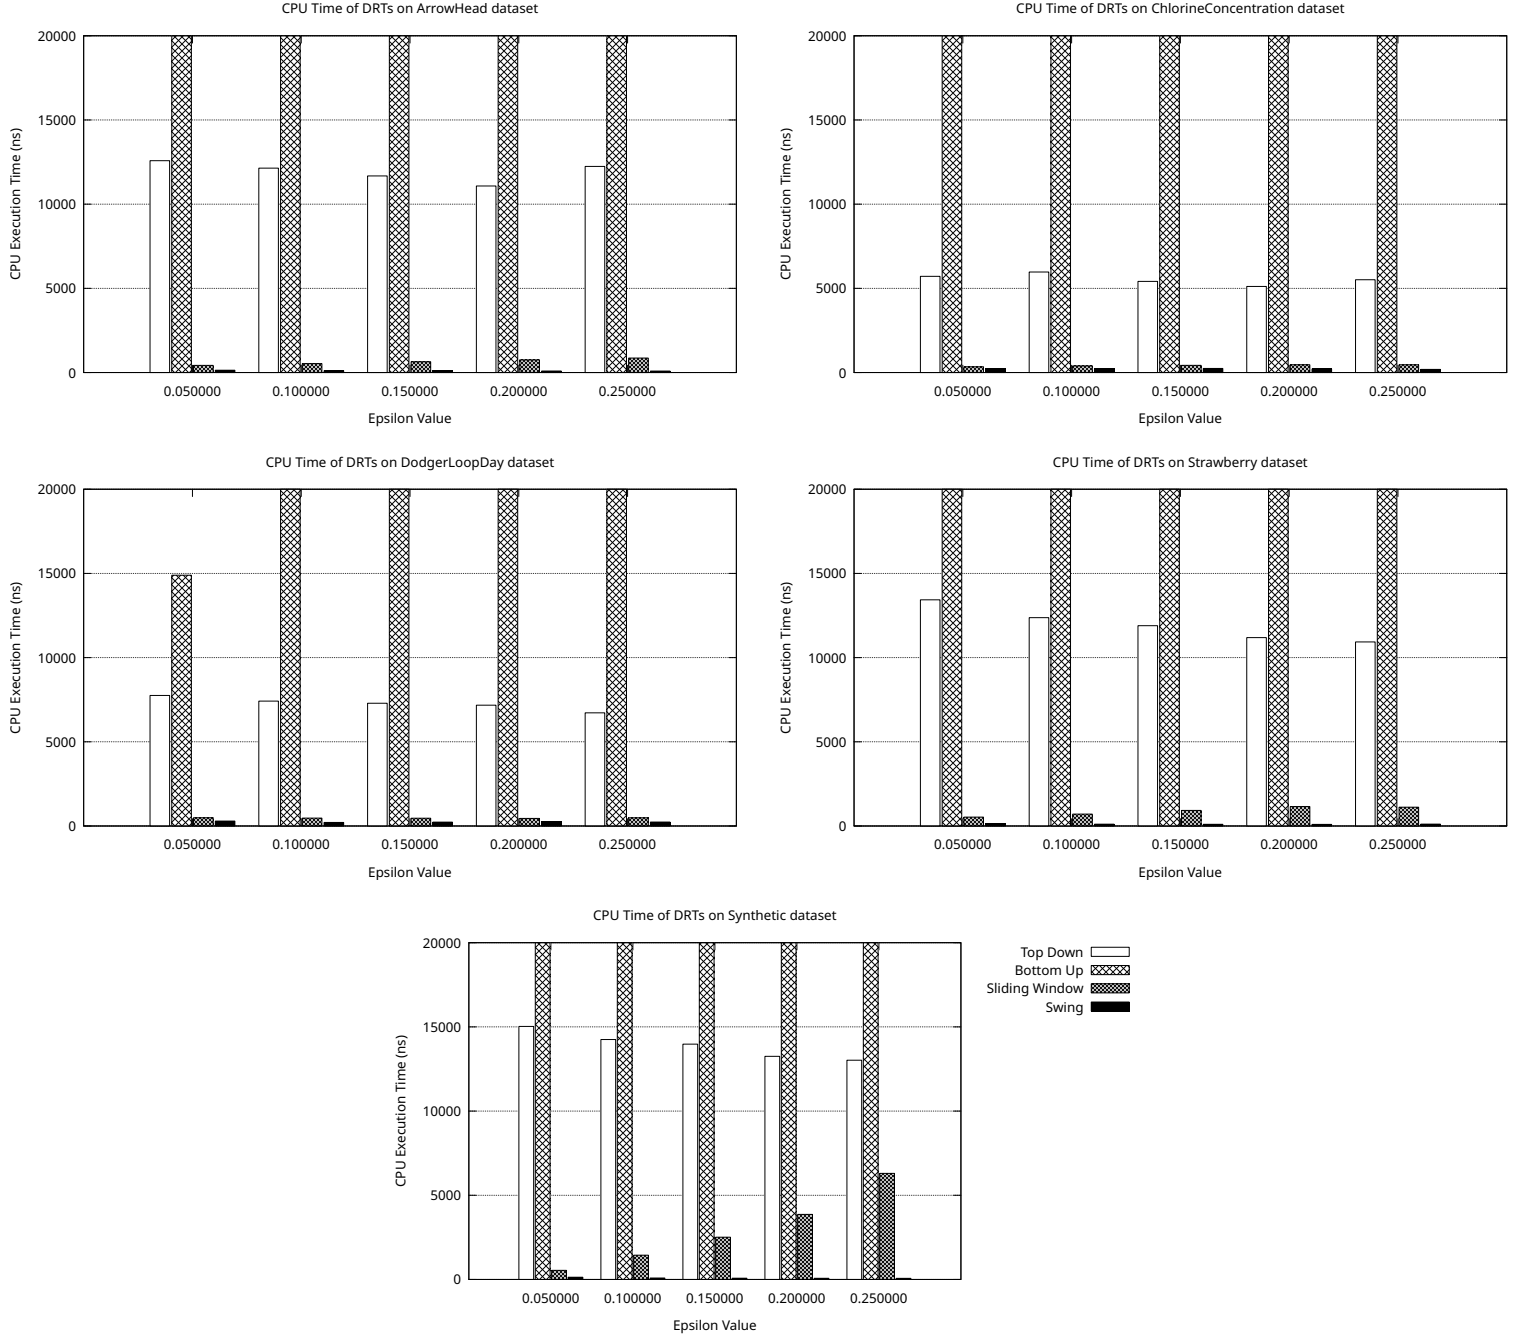 CPU Time of DRTs on ArrowHead dataset
20000
15000
10000
5000
0
CPU Execution Time (ns)
0.050000 0.100000 0.150000 0.200000 0.250000
Epsilon Value
CPU Time of DRTs on ChlorineConcentration dataset
20000
15000
10000
5000
0
CPU Execution Time (ns)
0.050000 0.100000 0.150000 0.200000 0.250000
Epsilon Value
CPU Time of DRTs on DodgerLoopDay dataset
20000
15000
10000
5000
0
CPU Execution Time (ns)
0.050000 0.100000 0.150000 0.200000 0.250000
Epsilon Value
CPU Time of DRTs on Strawberry dataset
20000
15000
10000
5000
0
CPU Execution Time (ns)
0.050000 0.100000 0.150000 0.200000 0.250000
Epsilon Value
CPU Time of DRTs on Synthetic dataset
20000
15000
10000
5000
0
CPU Execution Time (ns)
0.050000 0.100000 0.150000 0.200000 0.250000
Epsilon Value
Top Down
Bottom Up
Sliding Window
Swing